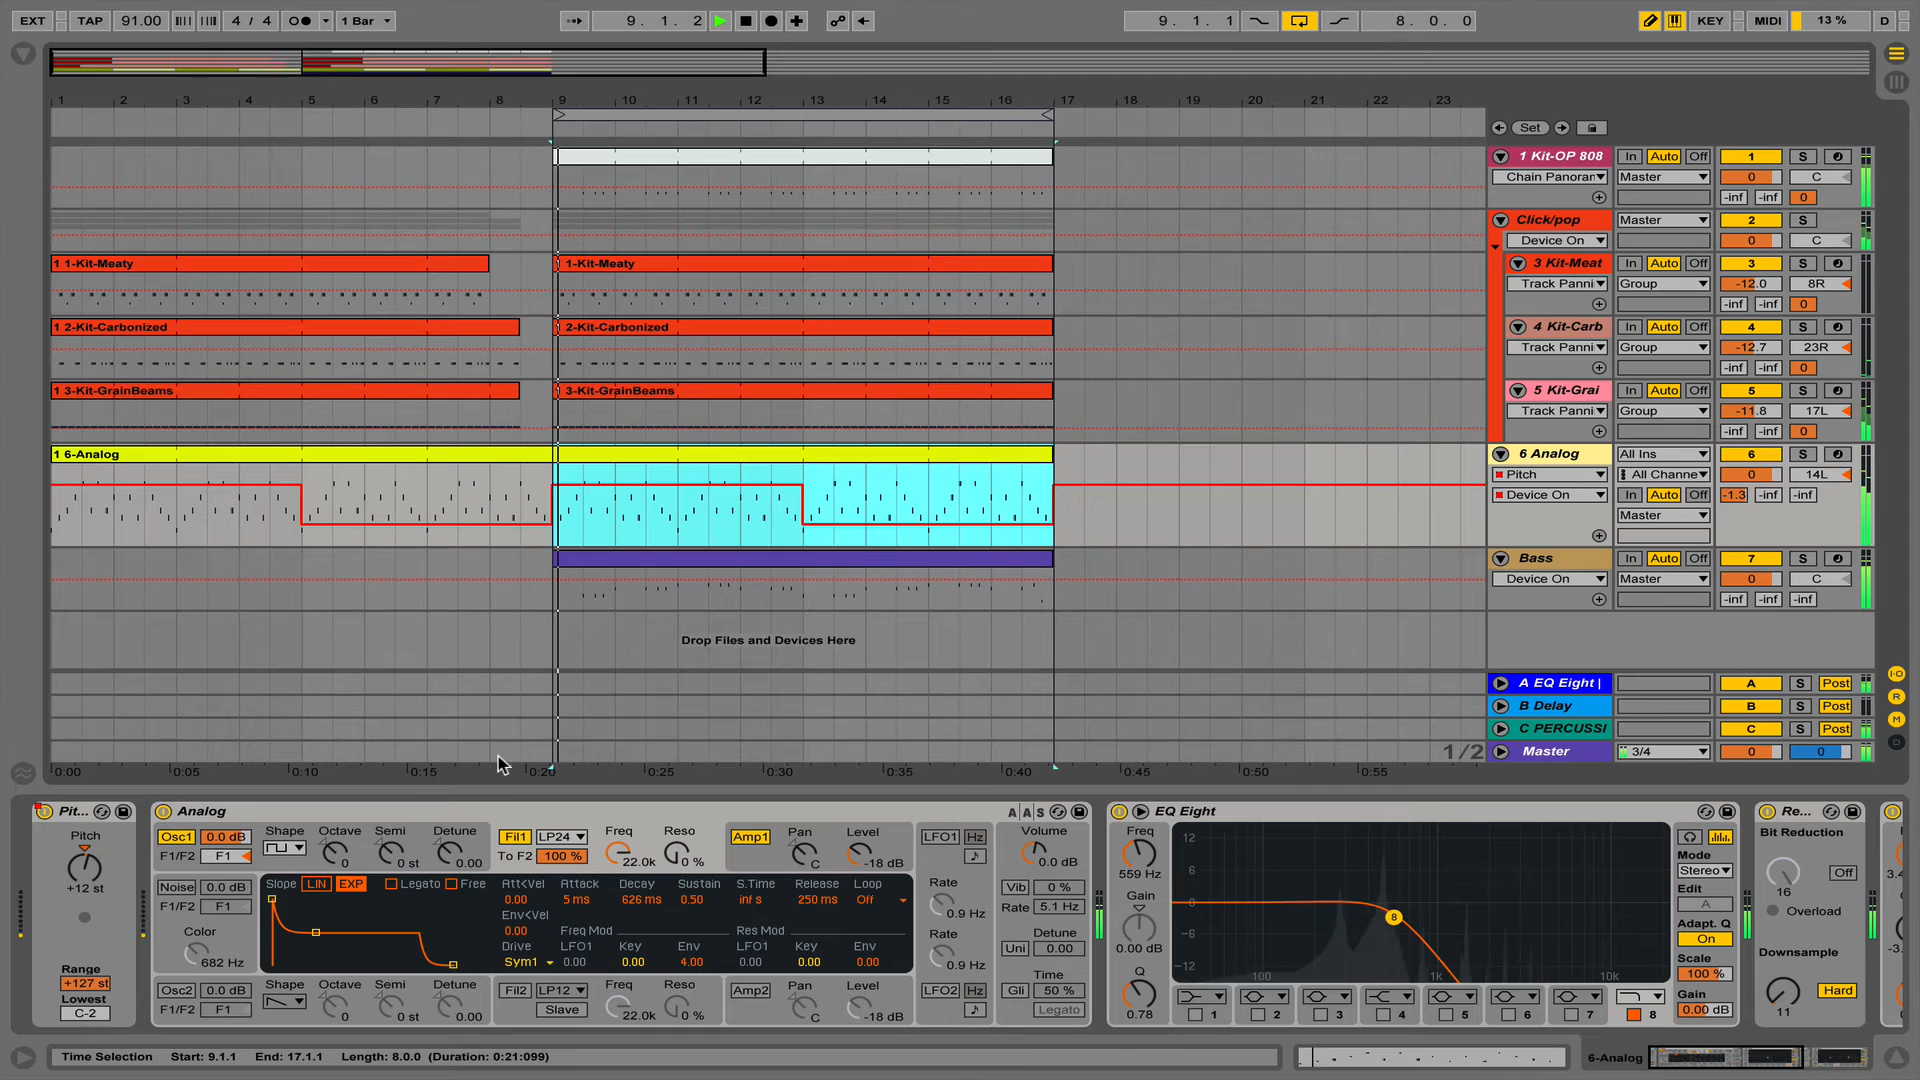 EXT TAP 91.00 4 / 4 1 Bar 9. 1. 2 9. 1. 1 8. 0. 0 KEY MIDI 13 % D
1 2 3 4 5 6 7 8 9 10 11 12 13 14 15 16 17 18 19 20 21 22 23
Set
1 Kit-OP 808 In Auto Off 1 S
Chain Panoran Master 0 C
-inf -inf 0
Click/pop Master 2 S
Device On 0 C
1 1-Kit-Meaty 1-Kit-Meaty 3 Kit-Meat In Auto Off 3 S
Track Panni Group -12.0 8R
-inf -inf 0
1 2-Kit-Carbonized 2-Kit-Carbonized 4 Kit-Carb In Auto Off 4 S
Track Panni Group -12.7 23R
-inf -inf 0
1 3-Kit-GrainBeams 3-Kit-GrainBeams 5 Kit-Grai In Auto Off 5 S
Track Panni Group -11.8 17L
-inf -inf 0
1 6-Analog 6 Analog All Ins 6 S
Pitch All Channe 0 14L
Device On In Auto Off -1.3 -inf -inf
Master
Bass In Auto Off 7 S
Device On Master 0 C
-inf -inf -inf
Drop Files and Devices Here
A EQ Eight | A S Post
B Delay B S Post
C PERCUSSI C S Post
1/2 Master 3/4 0 0
0:00 0:05 0:10 0:15 0:20 0:25 0:30 0:35 0:40 0:45 0:50 0:55
I·O
R
M
D
Pit...
Pitch
+12 st
Range
+127 st
Lowest
C-2
Analog A A S
Osc1 0.0 dB Shape Octave Semi Detune Fil1 LP24 Freq Reso Amp1 Pan Level LFO1 Hz Volume
F1/F2 F1 0 0 st 0.00 To F2 100 % 22.0k 0 % C -18 dB 0.0 dB
Noise 0.0 dB Slope LIN EXP Legato Free Att<Vel Attack Decay Sustain S.Time Release Loop Rate Vib 0 %
F1/F2 F1 0.00 5 ms 626 ms 0.50 inf s 250 ms Off 0.9 Hz Rate 5.1 Hz
Env<Vel
Color 0.00 Freq Mod Res Mod Rate Detune
682 Hz Drive LFO1 Key Env LFO1 Key Env 0.9 Hz Uni 0.00
Sym1 0.00 0.00 4.00 0.00 0.00 0.00 Time
Osc2 0.0 dB Shape Octave Semi Detune Fil2 LP12 Freq Reso Amp2 Pan Level LFO2 Hz Gli 50 %
F1/F2 F1 0 0 st 0.00 Slave 22.0k 0 % C -18 dB Legato
EQ Eight
Freq
559 Hz
Gain
0.00 dB
Q
0.78
12
6
0
-6
-12
100 1k 10k
8
1 2 3 4 5 6 7 8
Mode
Stereo
Edit
A
Adapt. Q
On
Scale
100 %
Gain
0.00 dB
Re...
Bit Reduction
16 Off
Overload
Downsample
11 Hard
Time Selection Start: 9.1.1 End: 17.1.1 Length: 8.0.0 (Duration: 0:21:099) 6-Analog